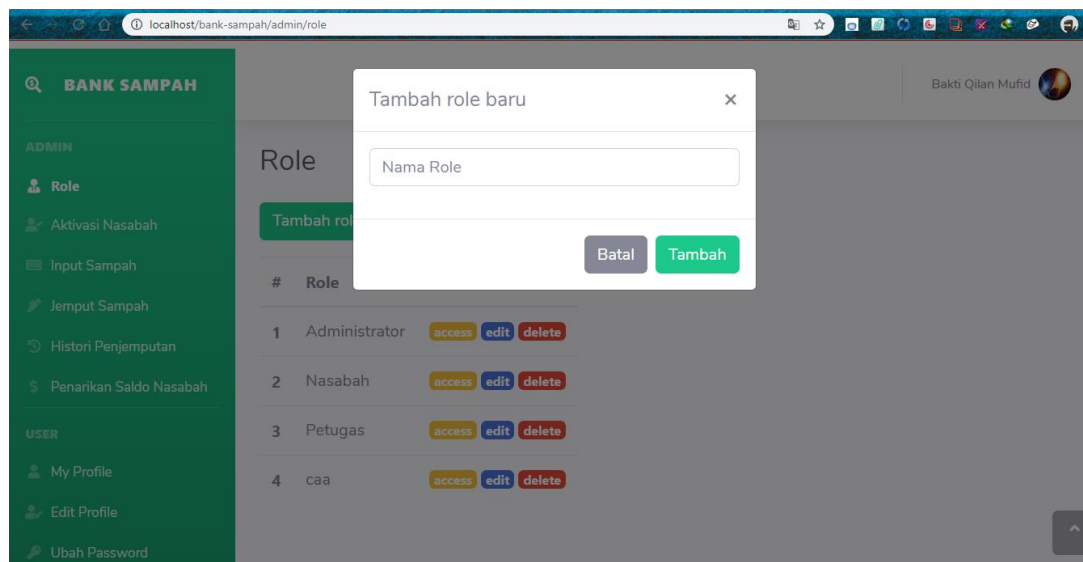 localhost/bank-sampah/admin/role
BANK SAMPAH
Bakti Qilan Mufid
ADMIN
Role
Aktivasi Nasabah
Input Sampah
Jemput Sampah
Histori Penjemputan
Penarikan Saldo Nasabah
USER
My Profile
Edit Profile
Ubah Password
Tambah role baru
×
Nama Role
Batal Tambah
Role
Tambah rol
# Role
1 Administrator access edit delete
2 Nasabah access edit delete
3 Petugas access edit delete
4 caa access edit delete